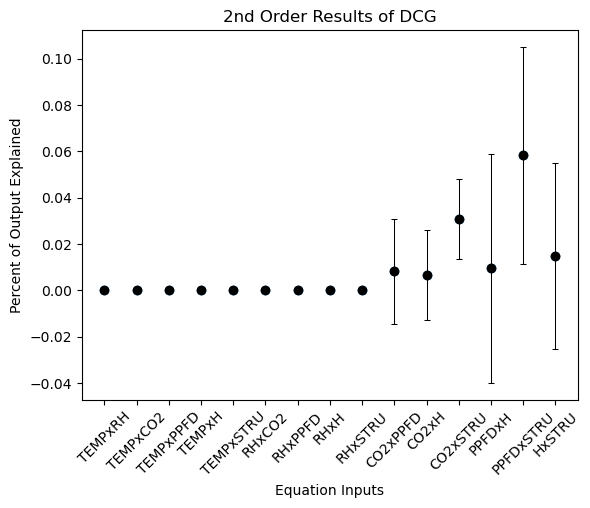 2nd Order Results of DCG
Percent of Output Explained
0.10
0.08
0.06
0.04
0.02
0.00
−0.02
−0.04
TEMPxRH
TEMPxCO2
TEMPxPPFD
TEMPxH
TEMPxSTRU
RHxCO2
RHxPPFD
RHxH
RHxSTRU
CO2xPPFD
CO2xH
CO2xSTRU
PPFDxH
PPFDxSTRU
HxSTRU
Equation Inputs